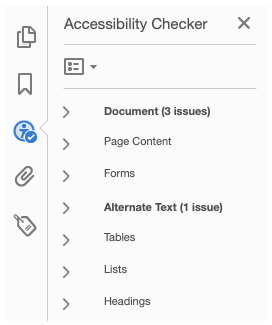 Accessibility Checker
Document (3 issues)
Page Content
Forms
Alternate Text (1 issue)
Tables
Lists
Headings